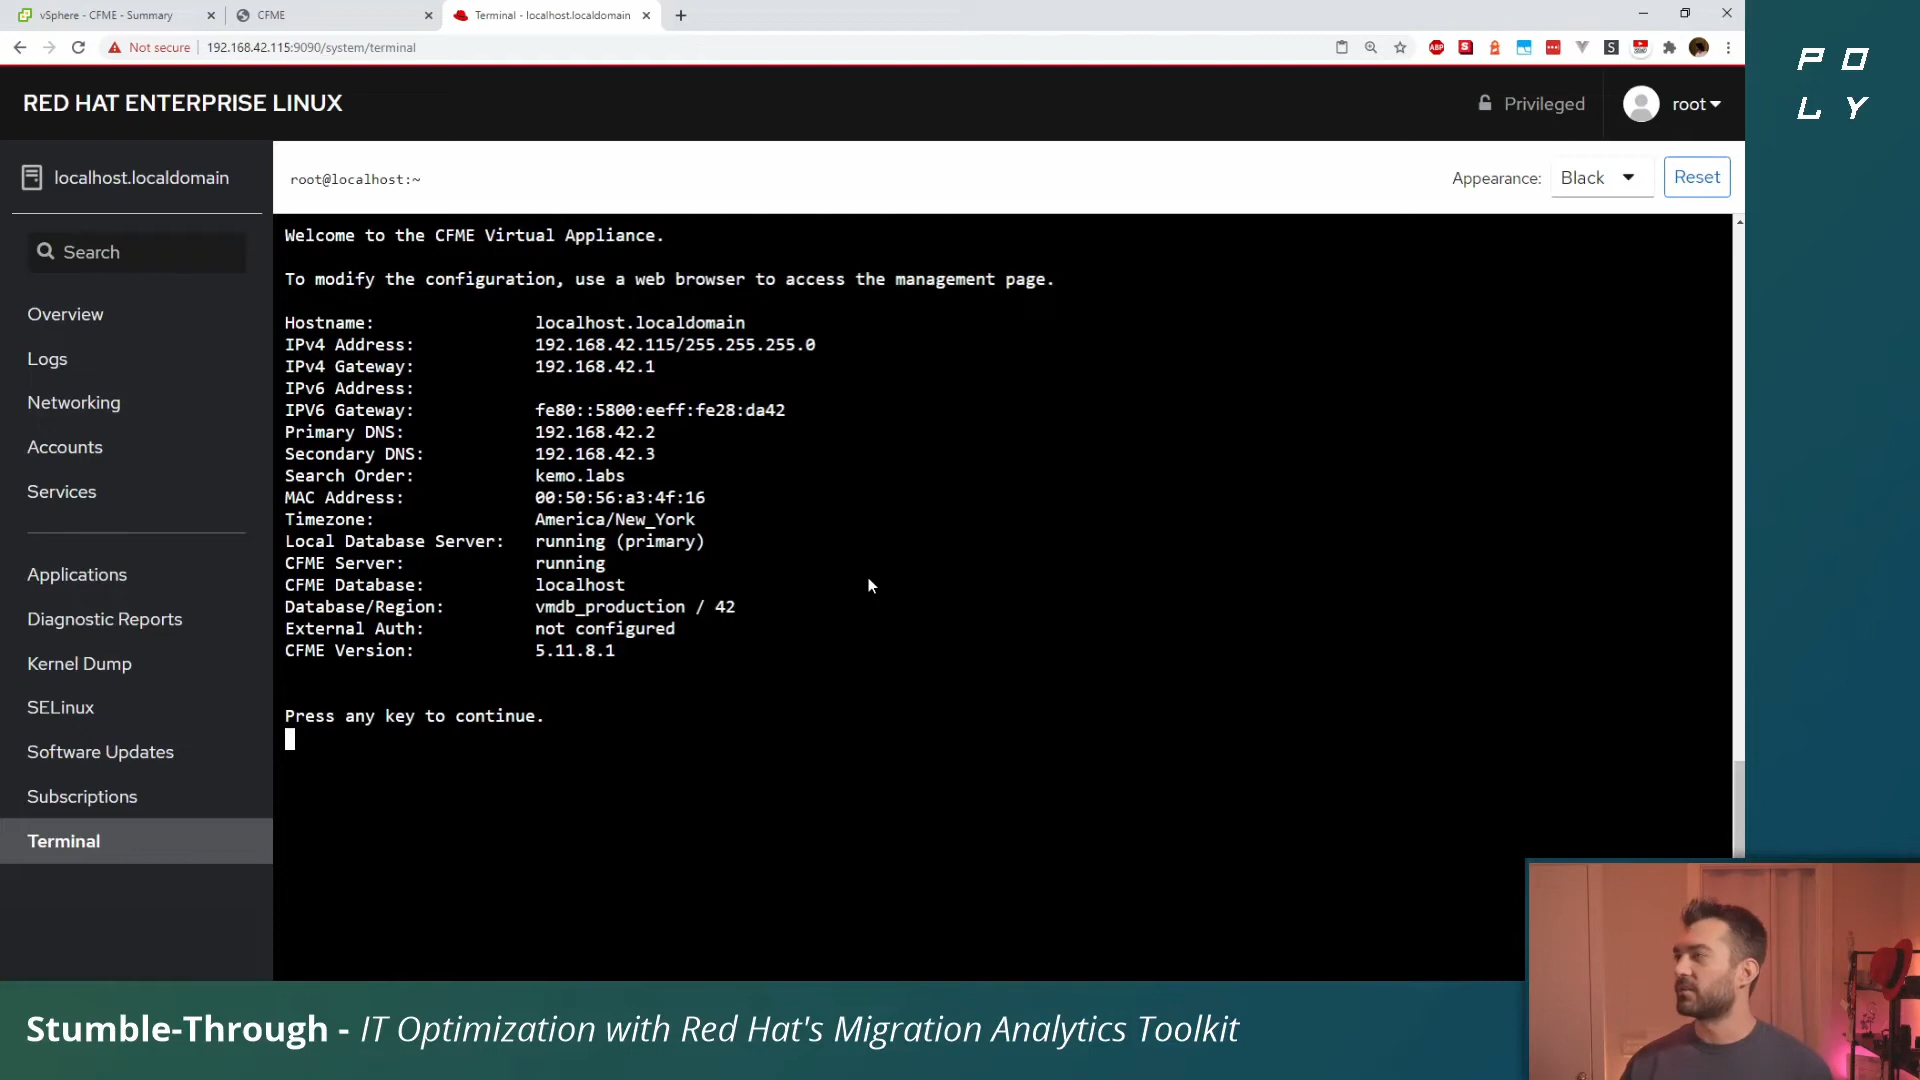 vSphere - CFME - Summary
CFME
Terminal - localhost.localdomain
Not secure
192.168.42.115:9090/system/terminal
ABP
S
S
RED HAT ENTERPRISE LINUX
Privileged
root
PO
LY
localhost.localdomain
root@localhost:~
Appearance:
Black
Reset
Search
Overview
Logs
Networking
Accounts
Services
Applications
Diagnostic Reports
Kernel Dump
SELinux
Software Updates
Subscriptions
Terminal
Welcome to the CFME Virtual Appliance.
To modify the configuration, use a web browser to access the management page.
Hostname: localhost.localdomain
IPv4 Address: 192.168.42.115/255.255.255.0
IPv4 Gateway: 192.168.42.1
IPv6 Address:
IPV6 Gateway: fe80::5800:eeff:fe28:da42
Primary DNS: 192.168.42.2
Secondary DNS: 192.168.42.3
Search Order: kemo.labs
MAC Address: 00:50:56:a3:4f:16
Timezone: America/New_York
Local Database Server: running (primary)
CFME Server: running
CFME Database: localhost
Database/Region: vmdb_production / 42
External Auth: not configured
CFME Version: 5.11.8.1
Press any key to continue.
Stumble-Through - IT Optimization with Red Hat's Migration Analytics Toolkit